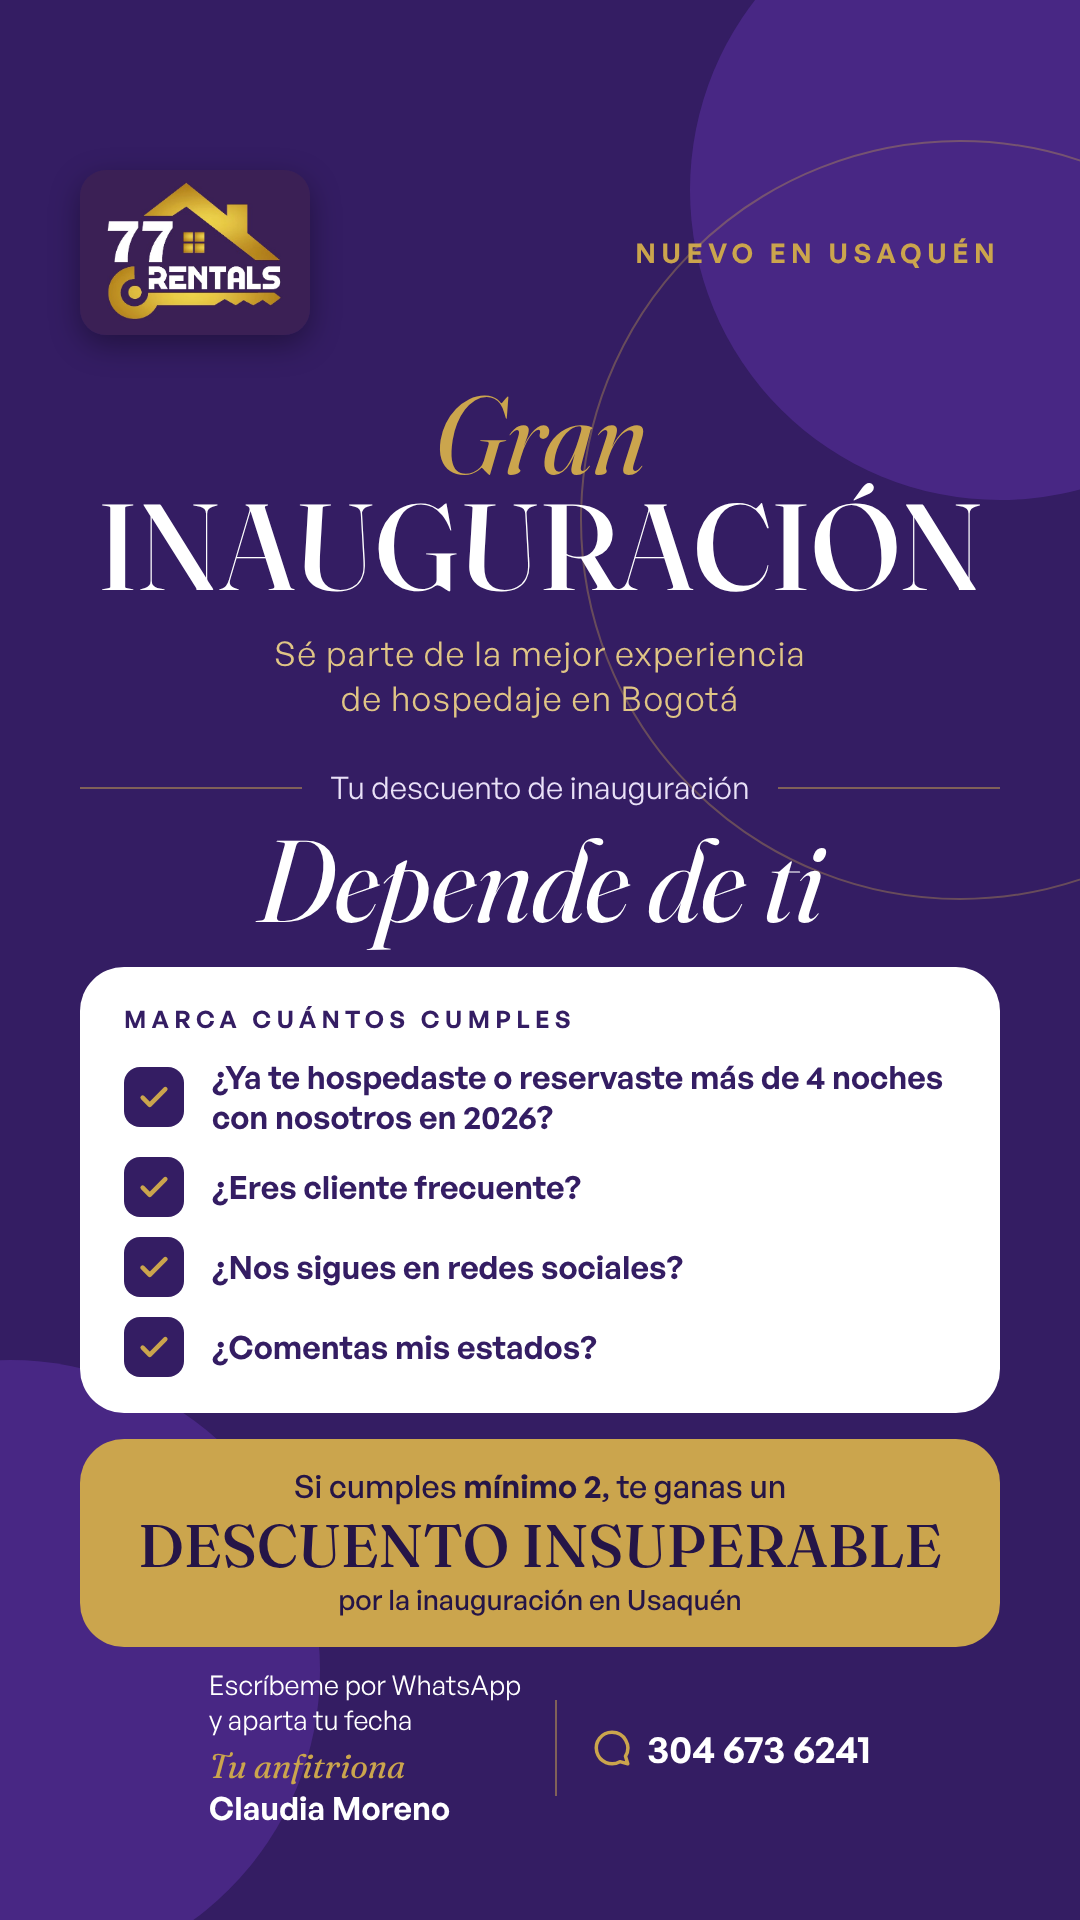 77
RENTALS
NUEVO EN USAQUÉN
Gran
INAUGURACIÓN
Sé parte de la mejor experiencia
de hospedaje en Bogotá
Tu descuento de inauguración
Depende de ti
MARCA CUÁNTOS CUMPLES
¿Ya te hospedaste o reservaste más de 4 noches
con nosotros en 2026?
¿Eres cliente frecuente?
¿Nos sigues en redes sociales?
¿Comentas mis estados?
Si cumples mínimo 2, te ganas un
DESCUENTO INSUPERABLE
por la inauguración en Usaquén
Escríbeme por WhatsApp
y aparta tu fecha
Tu anfitriona
Claudia Moreno
304 673 6241